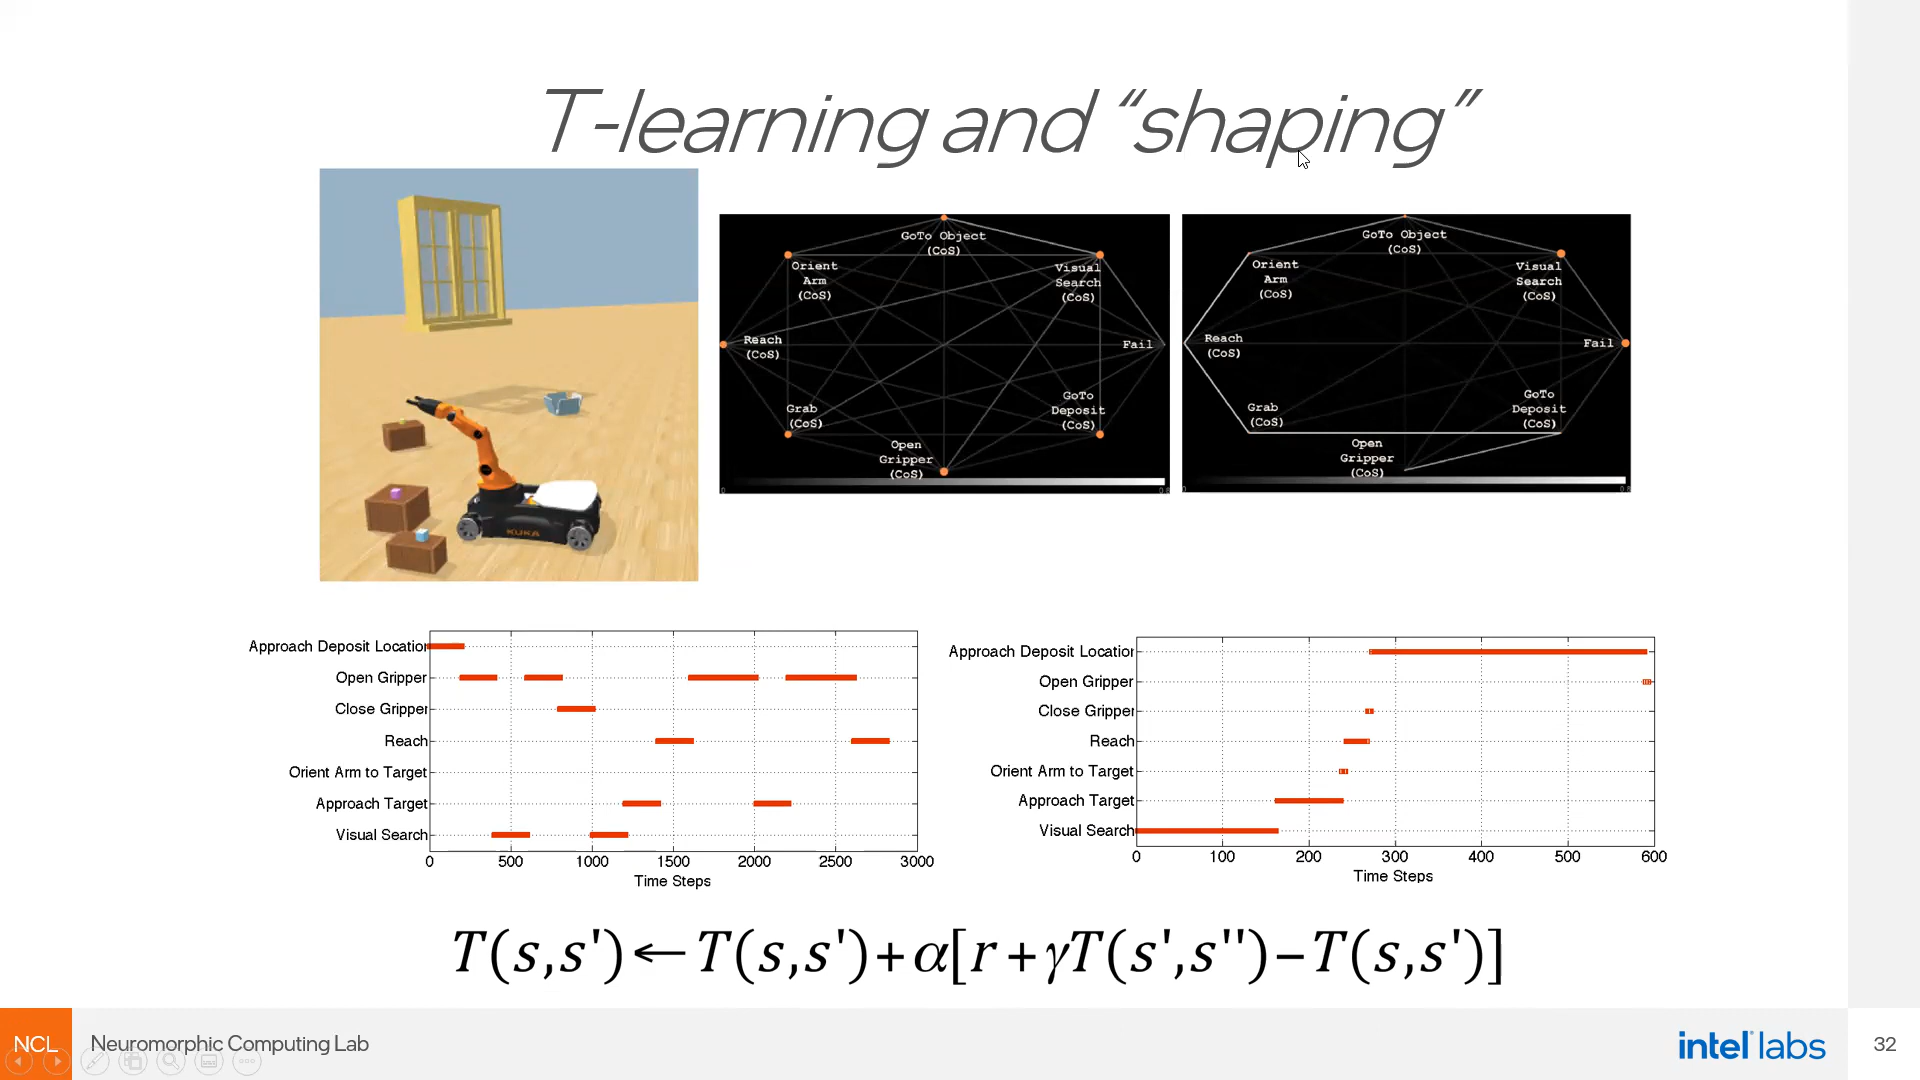 T-learning and “shaping”
KUKA
GoTo Object
(CoS)
Orient
Arm
(CoS)
Visual
Search
(CoS)
Reach
(CoS)
Fail
Grab
(CoS)
GoTo
Deposit
(CoS)
Open
Gripper
(CoS)
0
GoTo Object
(CoS)
Orient
Arm
(CoS)
Visual
Search
(CoS)
Reach
(CoS)
Fail
Grab
(CoS)
GoTo
Deposit
(CoS)
Open
Gripper
(CoS)
Approach Deposit Location
Open Gripper
Close Gripper
Reach
Orient Arm to Target
Approach Target
Visual Search
0 500 1000 1500 2000 2500 3000
Time Steps
Approach Deposit Location
Open Gripper
Close Gripper
Reach
Orient Arm to Target
Approach Target
Visual Search
0 100 200 300 400 500 600
Time Steps
T(s,s')←T(s,s')+α[r+γT(s',s'')−T(s,s')]
NCL Neuromorphic Computing Lab
intel labs
32